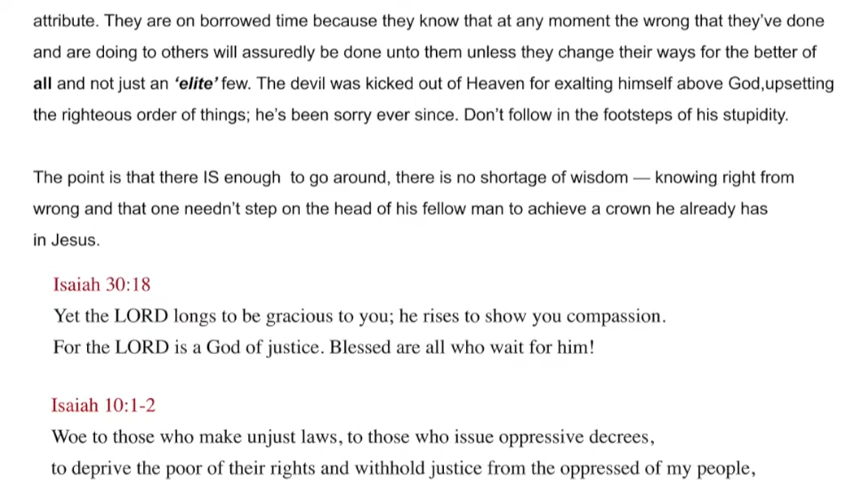 attribute. They are on borrowed time because they know that at any moment the wrong that they've done
and are doing to others will assuredly be done unto them unless they change their ways for the better of
all and not just an ‘elite’ few. The devil was kicked out of Heaven for exalting himself above God,upsetting
the righteous order of things; he's been sorry ever since. Don't follow in the footsteps of his stupidity.
The point is that there IS enough  to go around, there is no shortage of wisdom — knowing right from
wrong and that one needn't step on the head of his fellow man to achieve a crown he already has
in Jesus.
Isaiah 30:18
Yet the LORD longs to be gracious to you; he rises to show you compassion.
For the LORD is a God of justice. Blessed are all who wait for him!
Isaiah 10:1-2
Woe to those who make unjust laws, to those who issue oppressive decrees,
to deprive the poor of their rights and withhold justice from the oppressed of my people,